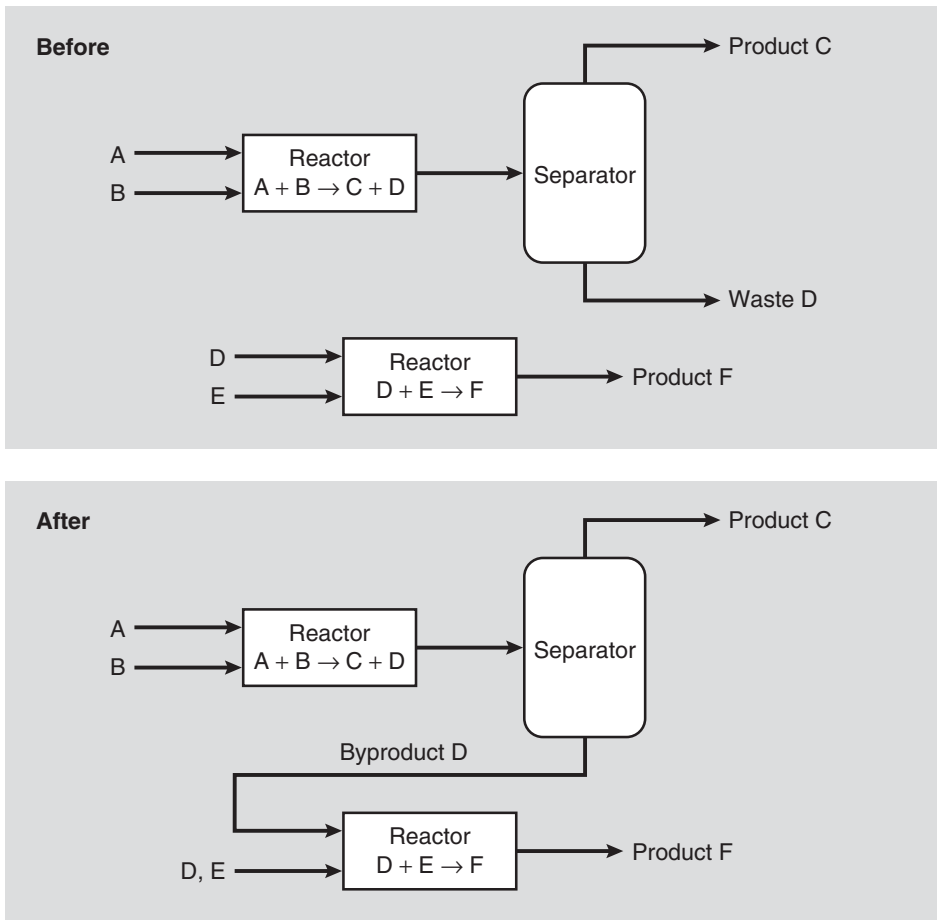 Before
Product C
A
B
Reactor
A + B → C + D
Separator
Waste D
D
E
Reactor
D + E → F
Product F
After
Product C
A
B
Reactor
A + B → C + D
Separator
Byproduct D
D, E
Reactor
D + E → F
Product F